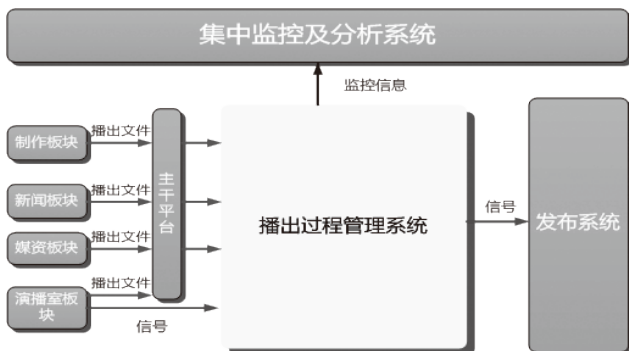 集中监控及分析系统
监控信息
制作板块
播出文件
新闻板块
播出文件
媒资板块
播出文件
演播室板
块
播出文件
信号
主干平台
播出过程管理系统
信号
发布系统